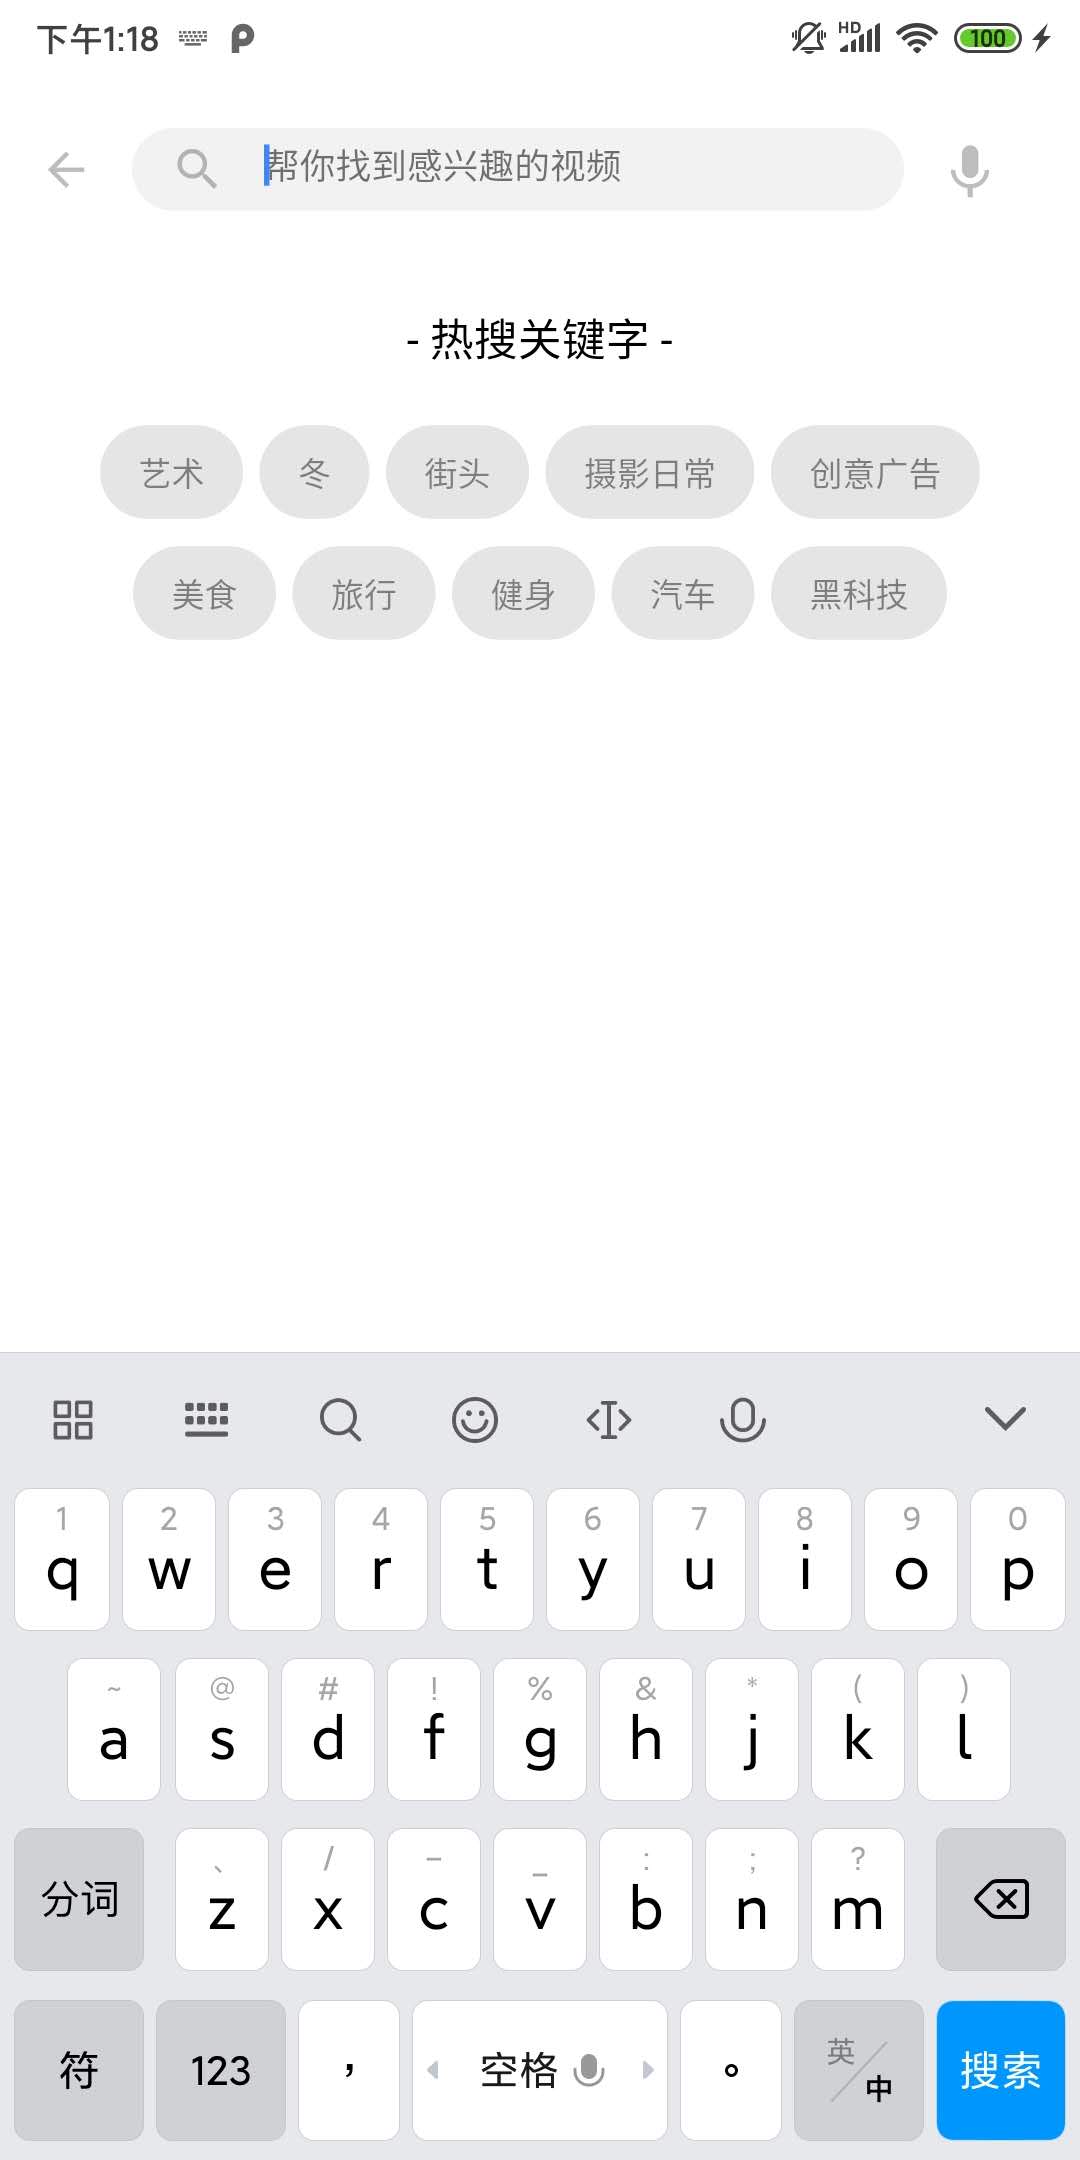 下午1:18 HD 100
帮你找到感兴趣的视频
- 热搜关键字 -
艺术 冬 街头 摄影日常 创意广告
美食 旅行 健身 汽车 黑科技
1 2 3 4 5 6 7 8 9 0
q w e r t y u i o p
~ @ # ! % & * ( )
a s d f g h j k l
、 / － _ : ; ?
分词 z x c v b n m
符 123 ， 空格 。 英/中 搜索